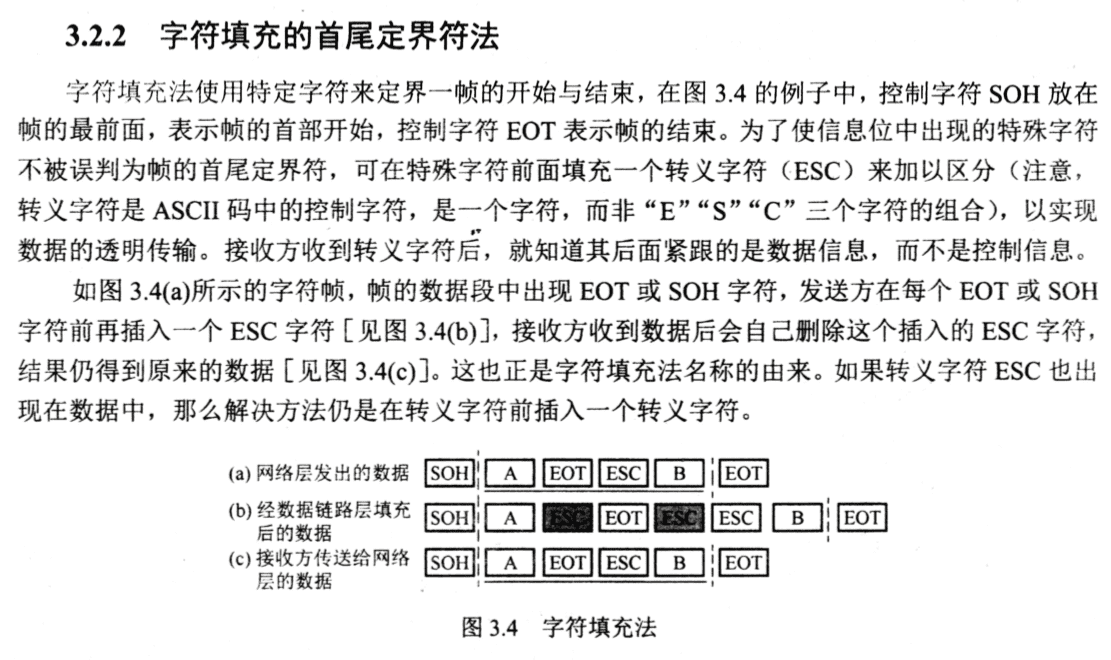 3.2.2 字符填充的首尾定界符法
字符填充法使用特定字符来定界一帧的开始与结束，在图 3.4 的例子中，控制字符 SOH 放在
帧的最前面，表示帧的首部开始，控制字符 EOT 表示帧的结束。为了使信息位中出现的特殊字符
不被误判为帧的首尾定界符，可在特殊字符前面填充一个转义字符（ESC）来加以区分（注意，
转义字符是 ASCII 码中的控制字符，是一个字符，而非“E”“S”“C”三个字符的组合），以实现
数据的透明传输。接收方收到转义字符后，就知道其后面紧跟的是数据信息，而不是控制信息。
如图 3.4(a)所示的字符帧，帧的数据段中出现 EOT 或 SOH 字符，发送方在每个 EOT 或 SOH
字符前再插入一个 ESC 字符［见图 3.4(b)］，接收方收到数据后会自己删除这个插入的 ESC 字符，
结果仍得到原来的数据［见图 3.4(c)］。这也正是字符填充法名称的由来。如果转义字符 ESC 也出
现在数据中，那么解决方法仍是在转义字符前插入一个转义字符。
(a) 网络层发出的数据 SOH A EOT ESC B EOT
(b) 经数据链路层填充
后的数据 SOH A ESC EOT ESC ESC B EOT
(c) 接收方传送给网络
层的数据 SOH A EOT ESC B EOT
图 3.4 字符填充法